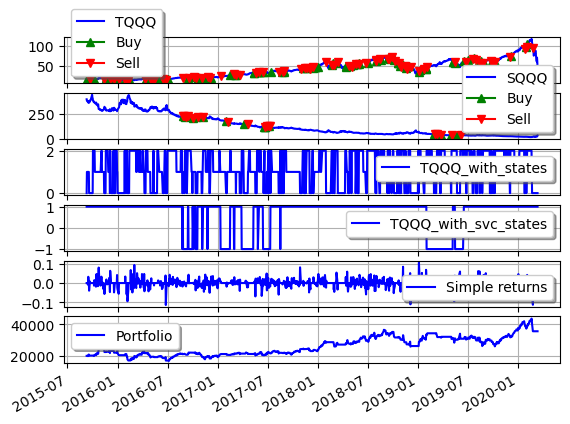 TQQQ
Buy
Sell
100
50
SQQQ
Buy
Sell
250
0
2
0
TQQQ_with_states
1
−1
TQQQ_with_svc_states
0.1
0.0
−0.1
Simple returns
40000
20000
Portfolio
2015-07
2016-01
2016-07
2017-01
2017-07
2018-01
2018-07
2019-01
2019-07
2020-01